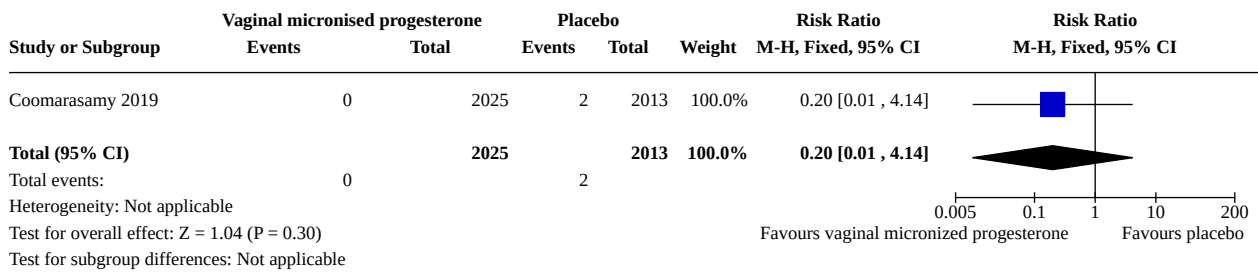 Vaginal micronised progesterone Placebo Risk Ratio Risk Ratio
Study or Subgroup Events Total Events Total Weight M-H, Fixed, 95% CI M-H, Fixed, 95% CI
Coomarasamy 2019 0 2025 2 2013 100.0% 0.20 [0.01 , 4.14]
Total (95% CI) 2025 2013 100.0% 0.20 [0.01 , 4.14]
Total events: 0 2
Heterogeneity: Not applicable
0.005 0.1 1 10 200
Test for overall effect: Z = 1.04 (P = 0.30) Favours vaginal micronized progesterone Favours placebo
Test for subgroup differences: Not applicable